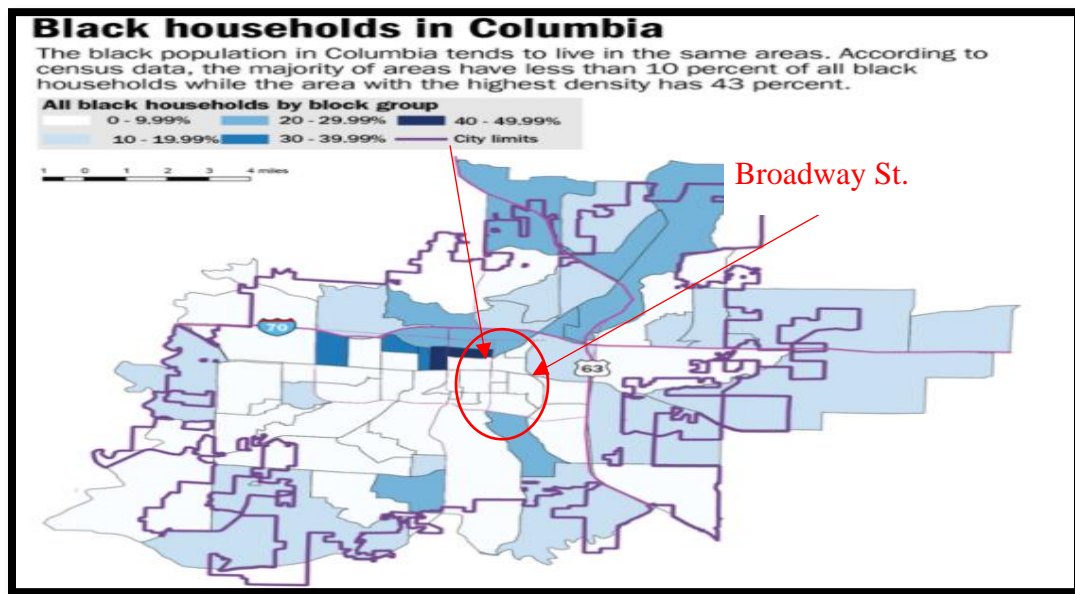 Black households in Columbia
The black population in Columbia tends to live in the same areas. According to
census data, the majority of areas have less than 10 percent of all black
households while the area with the highest density has 43 percent.
All black households by block group
0 - 9.99% 20 - 29.99% 40 - 49.99%
10 - 19.99% 30 - 39.99% City limits
1 0 1 2 3 4 miles
Broadway St.
70
63